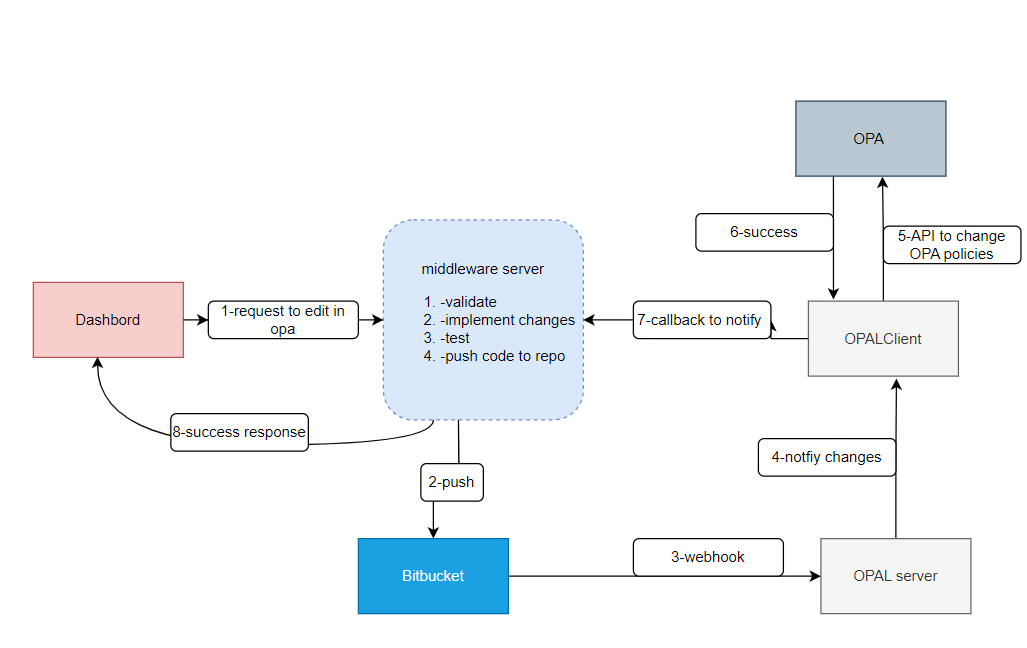 OPA
6-success
5-API to change
OPA policies
middleware server
1. -validate
2. -implement changes
3. -test
4. -push code to repo
Dashbord
1-request to edit in
opa
7-callback to notify
OPALClient
8-success response
4-notfiy changes
2-push
3-webhook
Bitbucket
OPAL server